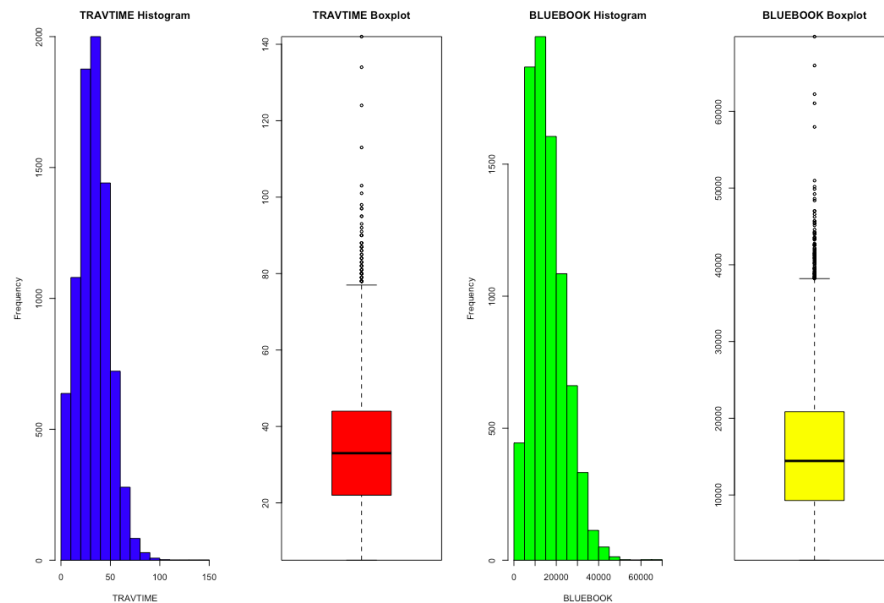 TRAVTIME Histogram
Frequency
2000
1500
1000
500
0
0 50 100 150
TRAVTIME
TRAVTIME Boxplot
140
120
100
80
60
40
20
BLUEBOOK Histogram
Frequency
1500
1000
500
0
0 20000 40000 60000
BLUEBOOK
BLUEBOOK Boxplot
60000
50000
40000
30000
20000
10000